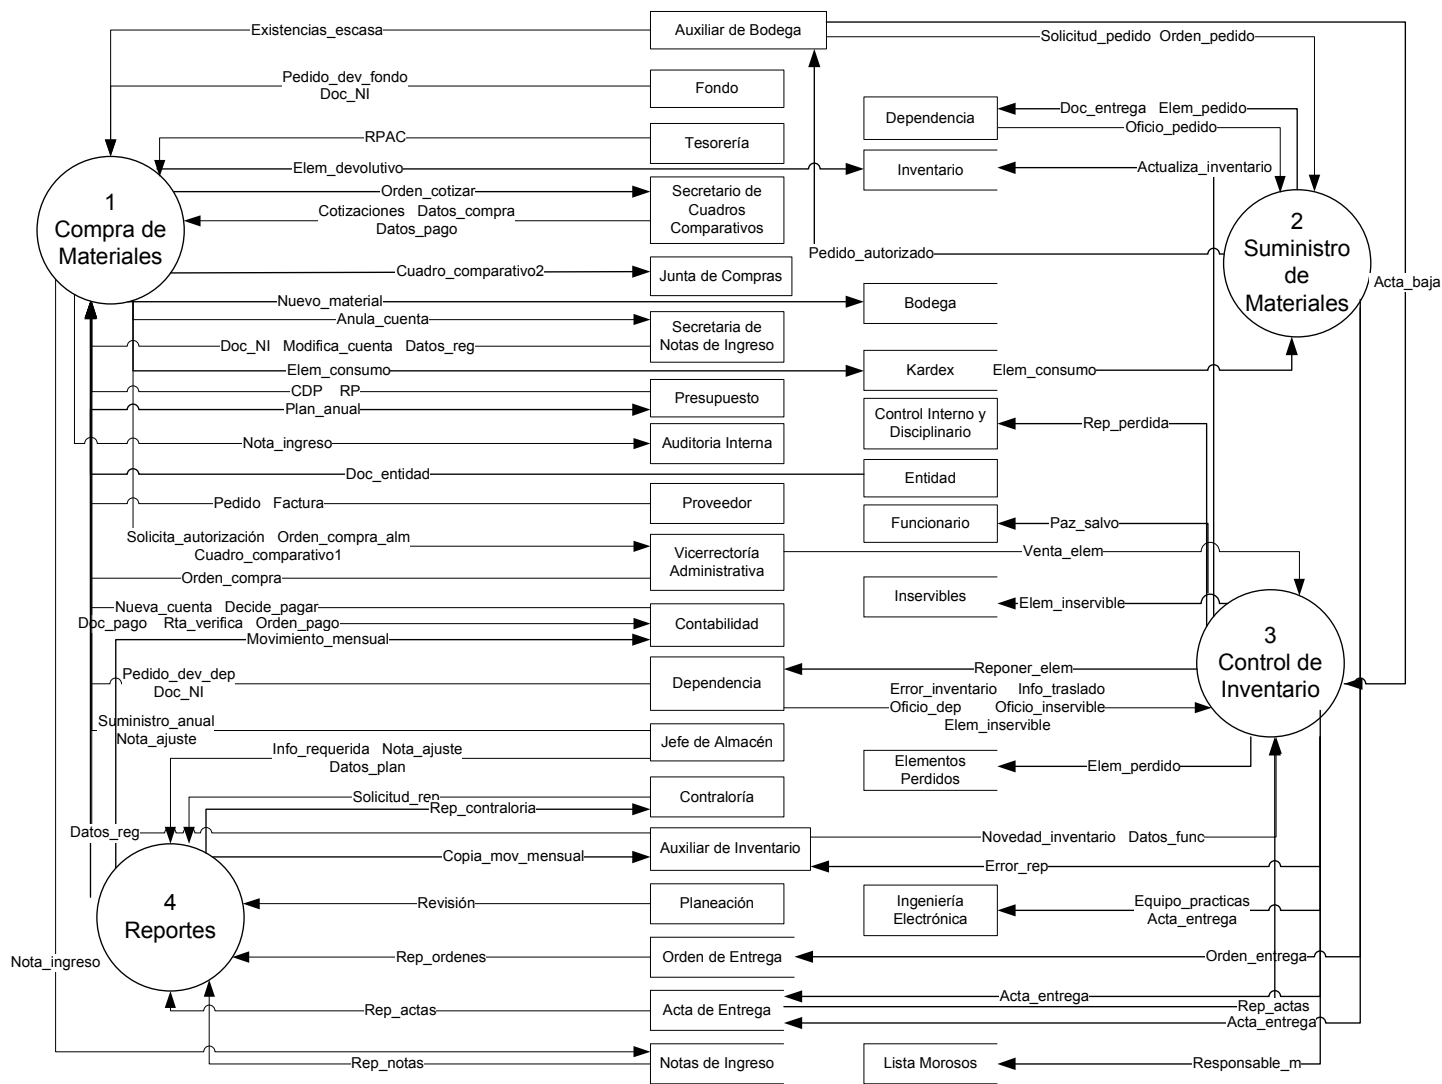 Existencias_escasa
Auxiliar de Bodega
Solicitud_pedido Orden_pedido
Pedido_dev_fondo
Doc_NI
Fondo
Dependencia
Doc_entrega Elem_pedido
Oficio_pedido
RPAC
Tesorería
Elem_devolutivo
Inventario
Actualiza_inventario
1
Compra de
Materiales
Orden_cotizar
Cotizaciones Datos_compra
Datos_pago
Secretario de
Cuadros
Comparativos
2
Suministro
de
Materiales
Pedido_autorizado
Cuadro_comparativo2
Junta de Compras
Acta_baja
Nuevo_material
Bodega
Anula_cuenta
Secretaria de
Notas de Ingreso
Doc_NI Modifica_cuenta Datos_reg
Elem_consumo
Kardex
Elem_consumo
CDP RP
Presupuesto
Plan_anual
Control Interno y
Disciplinario
Rep_perdida
Nota_ingreso
Auditoria Interna
Doc_entidad
Entidad
Pedido Factura
Proveedor
Funcionario
Paz_salvo
Solicita_autorización Orden_compra_alm
Cuadro_comparativo1
Vicerrectoría
Administrativa
Venta_elem
Orden_compra
Inservibles
Elem_inservible
Nueva_cuenta Decide_pagar
Doc_pago Rta_verifica Orden_pago
Movimiento_mensual
Contabilidad
3
Control de
Inventario
Pedido_dev_dep
Doc_NI
Dependencia
Reponer_elem
Error_inventario Info_traslado
Oficio_dep Oficio_inservible
Elem_inservible
Suministro_anual
Nota_ajuste
Info_requerida Nota_ajuste
Datos_plan
Jefe de Almacén
Elementos
Perdidos
Elem_perdido
Solicitud_rep
Rep_contraloria
Contraloría
Datos_reg
Auxiliar de Inventario
Novedad_inventario Datos_func
Copia_mov_mensual
Error_rep
4
Reportes
Revisión
Planeación
Ingeniería
Electrónica
Equipo_practicas
Acta_entrega
Nota_ingreso
Rep_ordenes
Orden de Entrega
Orden_entrega
Rep_actas
Acta de Entrega
Acta_entrega
Rep_actas
Acta_entrega
Rep_notas
Notas de Ingreso
Lista Morosos
Responsable_m